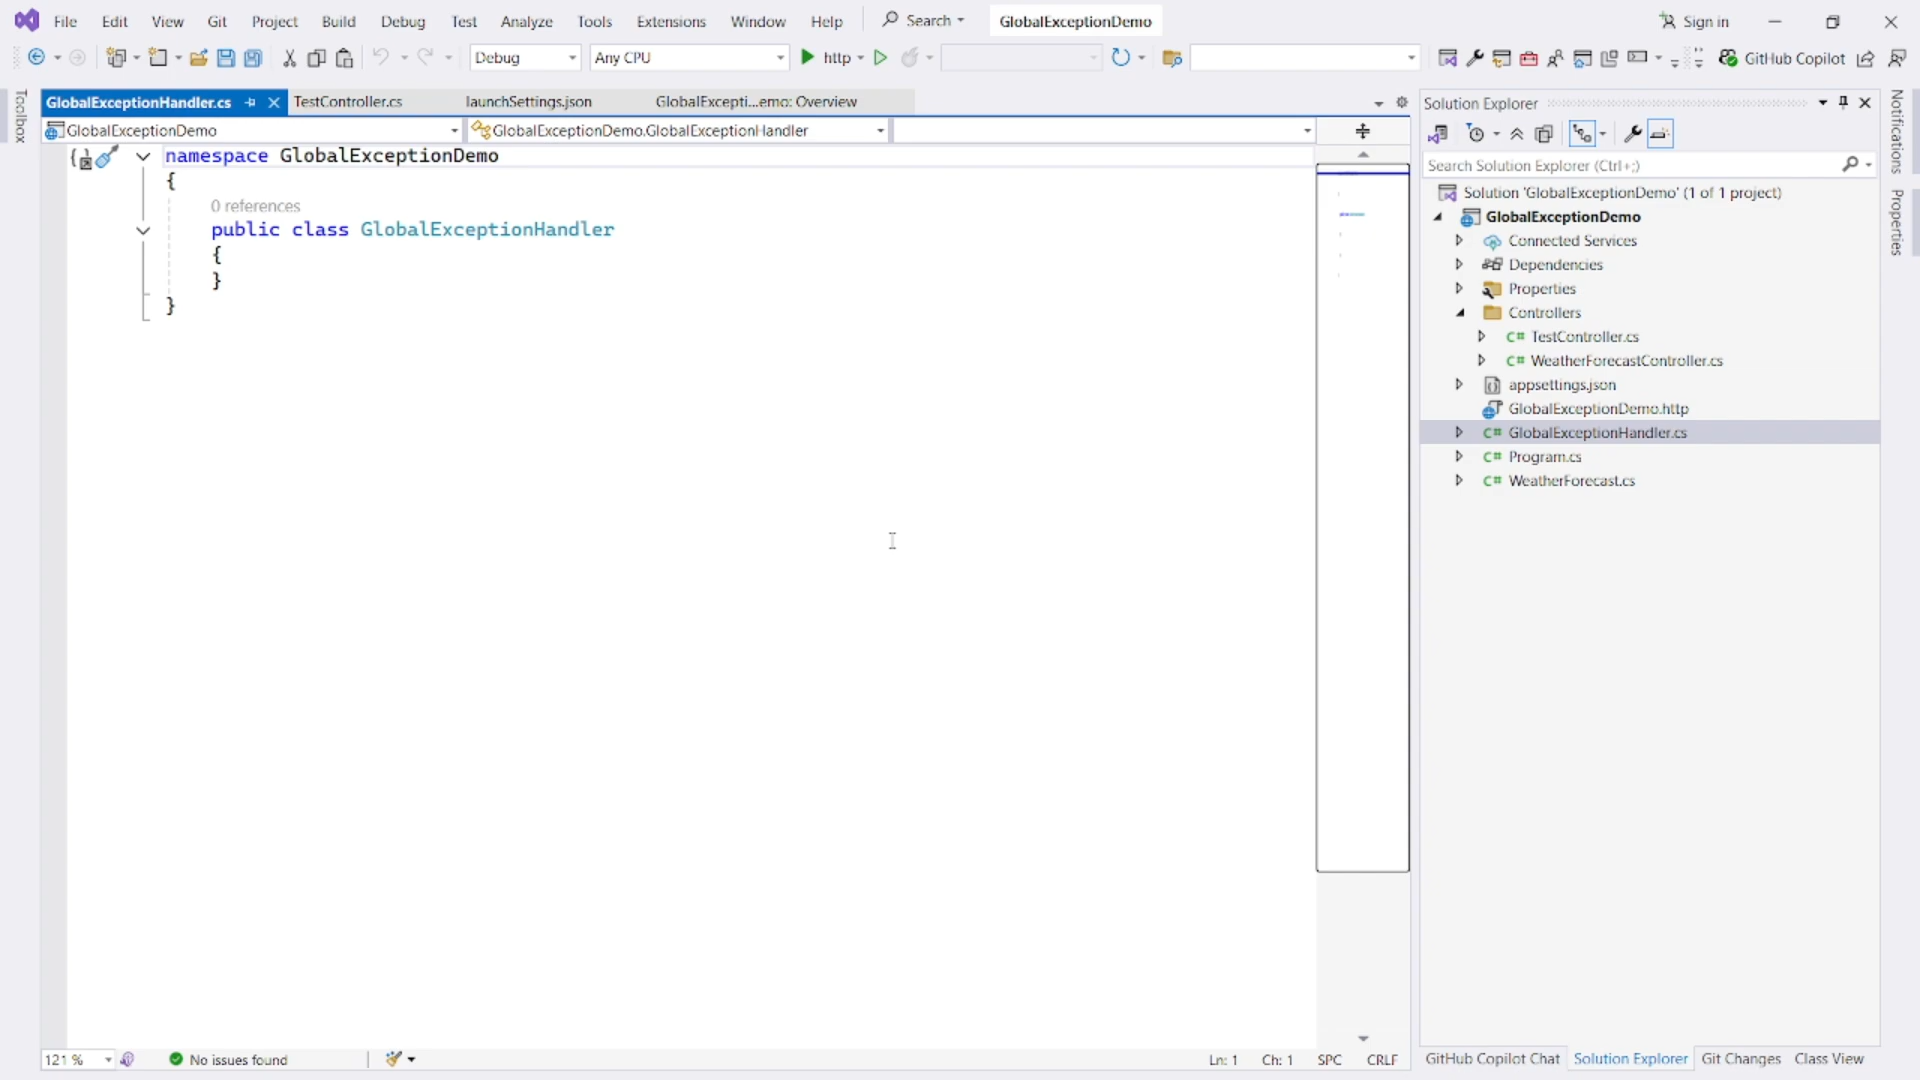 File Edit View Git Project Build Debug Test Analyze Tools Extensions Window Help Search GlobalExceptionDemo Sign in
Debug Any CPU http GitHub Copilot
Toolbox
GlobalExceptionHandler.cs TestController.cs launchSettings.json GlobalExcepti...emo: Overview
GlobalExceptionDemo GlobalExceptionDemo.GlobalExceptionHandler
namespace GlobalExceptionDemo
{
0 references
public class GlobalExceptionHandler
{
}
}
Solution Explorer
Search Solution Explorer (Ctrl+;)
Solution 'GlobalExceptionDemo' (1 of 1 project)
GlobalExceptionDemo
Connected Services
Dependencies
Properties
Controllers
C# TestController.cs
C# WeatherForecastController.cs
appsettings.json
GlobalExceptionDemo.http
C# GlobalExceptionHandler.cs
C# Program.cs
C# WeatherForecast.cs
Notifications
Properties
121 % No issues found Ln: 1 Ch: 1 SPC CRLF
GitHub Copilot Chat Solution Explorer Git Changes Class View